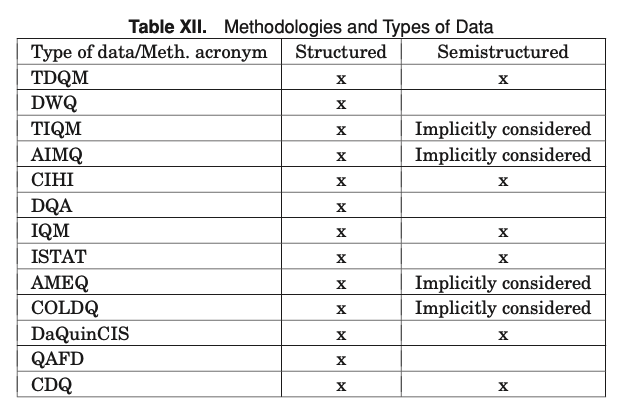 Table XII. Methodologies and Types of Data
Type of data/Meth. acronym Structured Semistructured
TDQM x x
DWQ x
TIQM x Implicitly considered
AIMQ x Implicitly considered
CIHI x x
DQA x
IQM x x
ISTAT x x
AMEQ x Implicitly considered
COLDQ x Implicitly considered
DaQuinCIS x x
QAFD x
CDQ x x